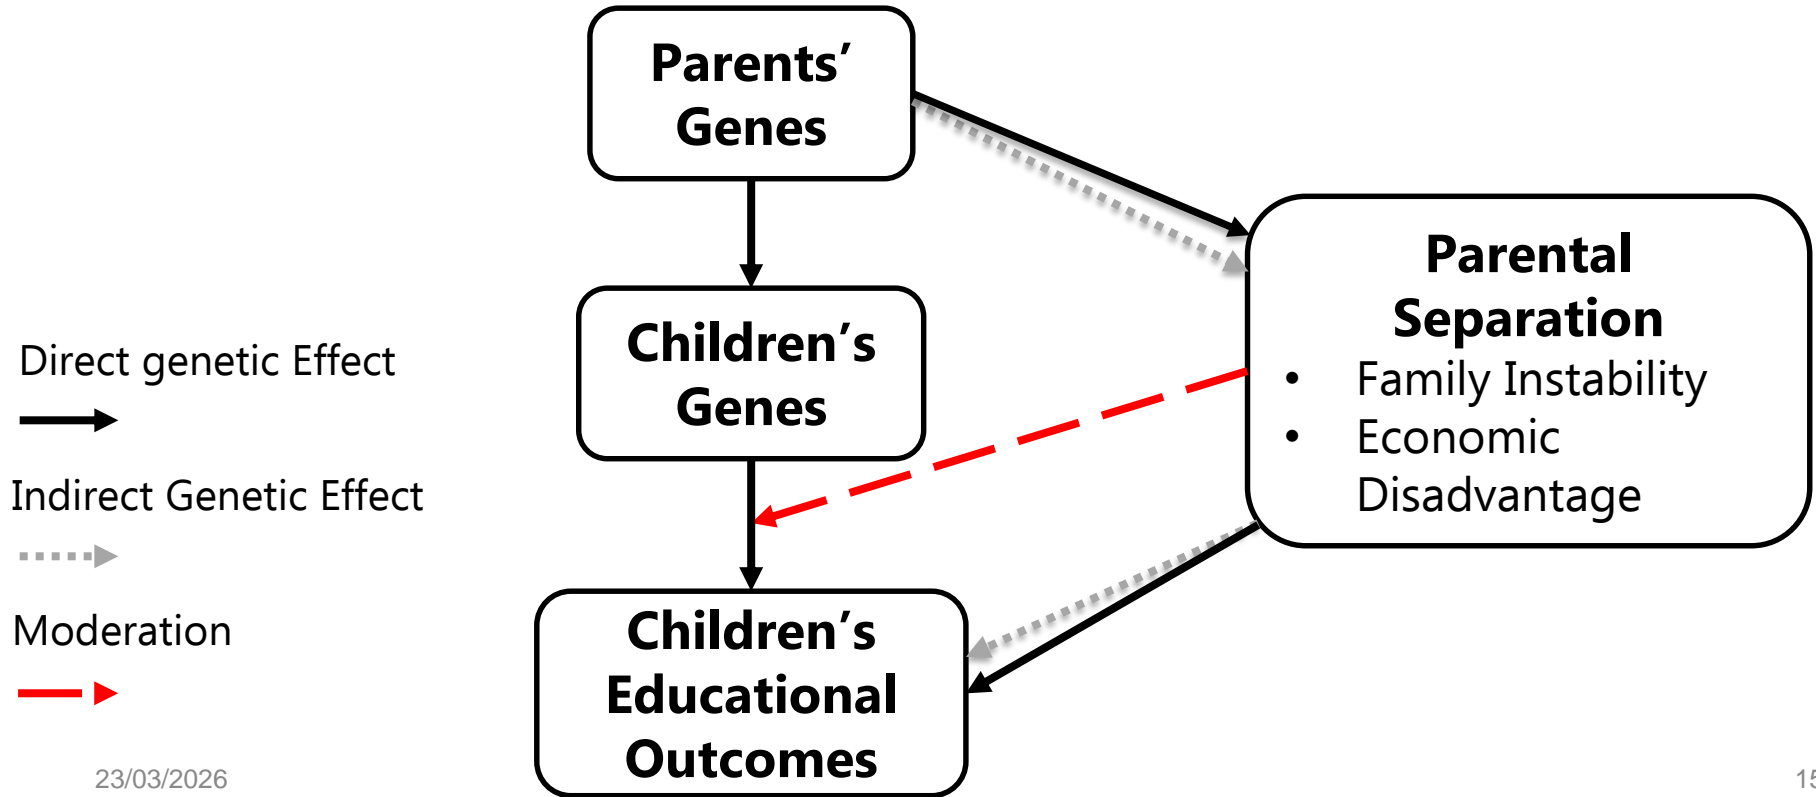 Parents’
Genes
Parental
Separation
• Family Instability
• Economic
Disadvantage
Children’s
Genes
Direct genetic Effect
Indirect Genetic Effect
Moderation
Children’s
Educational
Outcomes
23/03/2026
15